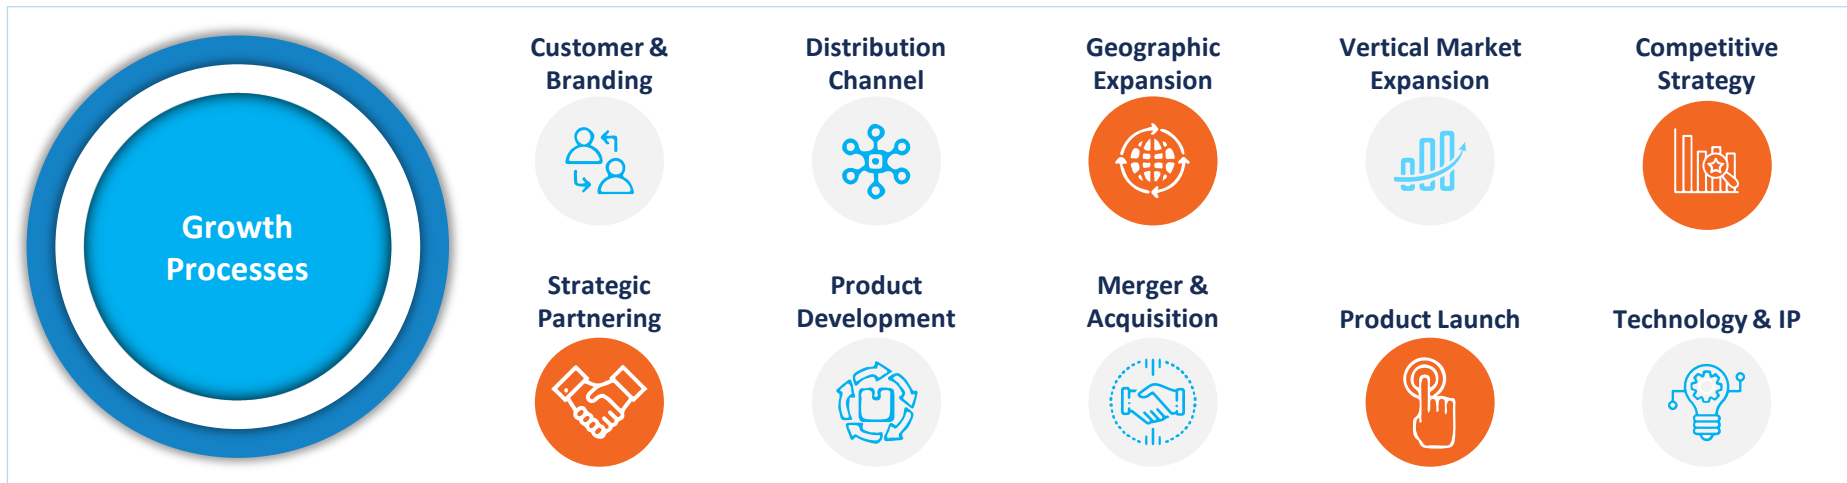 Growth
Processes
Customer &
Branding
Distribution
Channel
Geographic
Expansion
Vertical Market
Expansion
Competitive
Strategy
Strategic
Partnering
Product
Development
Merger &
Acquisition
Product Launch
Technology & IP